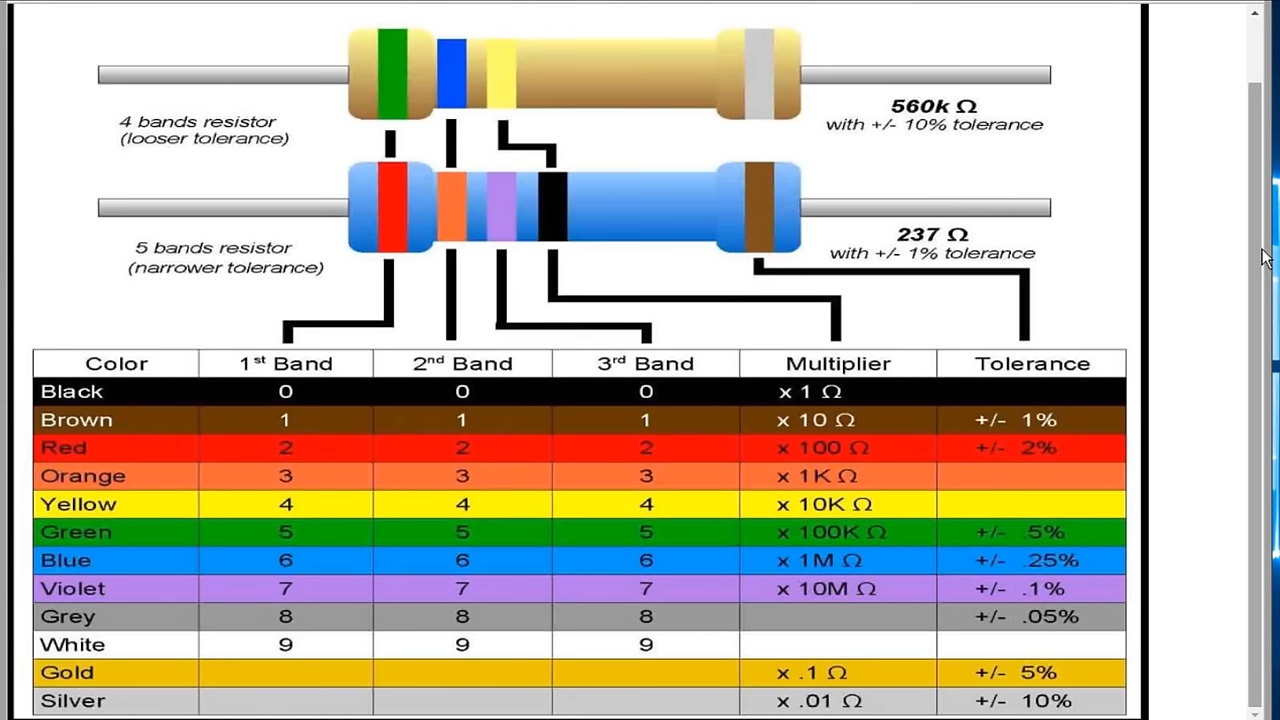 4 bands resistor
(looser tolerance)
560k Ω
with +/- 10% tolerance
5 bands resistor
(narrower tolerance)
237 Ω
with +/- 1% tolerance
Color 1st Band 2nd Band 3rd Band Multiplier Tolerance
Black 0 0 0 x 1 Ω
Brown 1 1 1 x 10 Ω +/- 1%
Red 2 2 2 x 100 Ω +/- 2%
Orange 3 3 3 x 1K Ω
Yellow 4 4 4 x 10K Ω
Green 5 5 5 x 100K Ω +/- .5%
Blue 6 6 6 x 1M Ω +/- .25%
Violet 7 7 7 x 10M Ω +/- .1%
Grey 8 8 8 +/- .05%
White 9 9 9
Gold x .1 Ω +/- 5%
Silver x .01 Ω +/- 10%